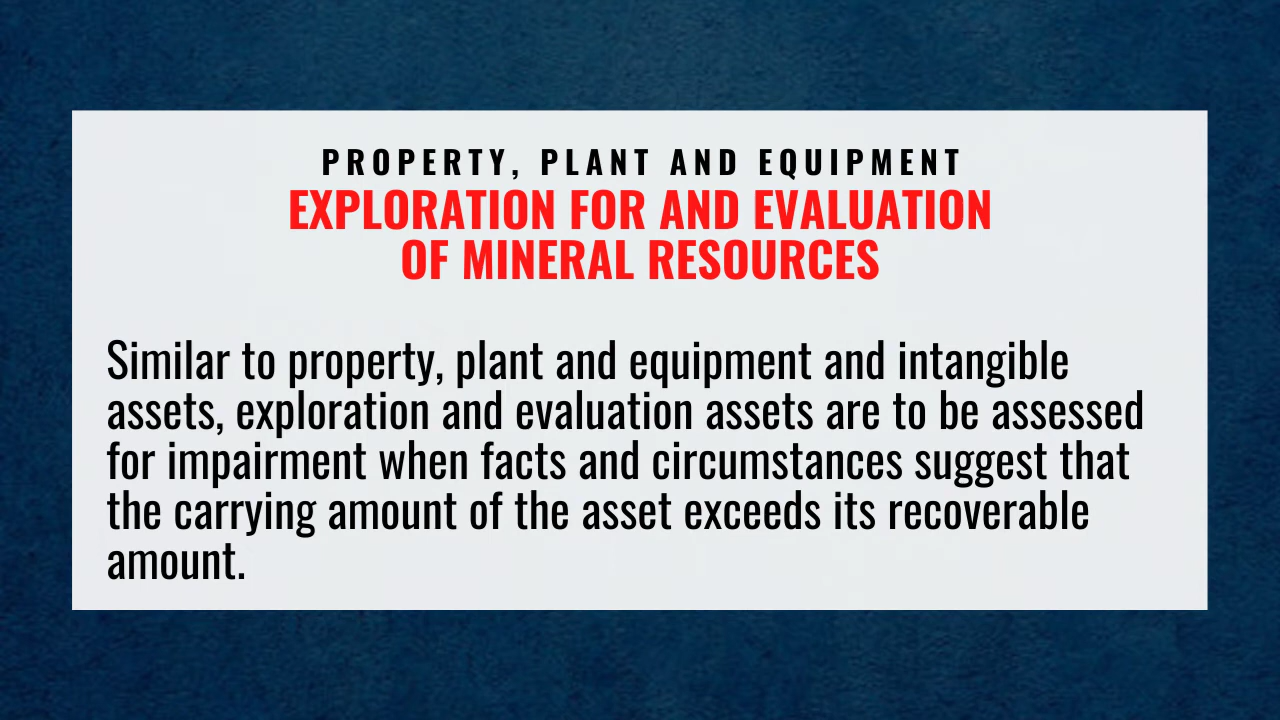 PROPERTY, PLANT AND EQUIPMENT
EXPLORATION FOR AND EVALUATION
OF MINERAL RESOURCES
Similar to property, plant and equipment and intangible
assets, exploration and evaluation assets are to be assessed
for impairment when facts and circumstances suggest that
the carrying amount of the asset exceeds its recoverable
amount.